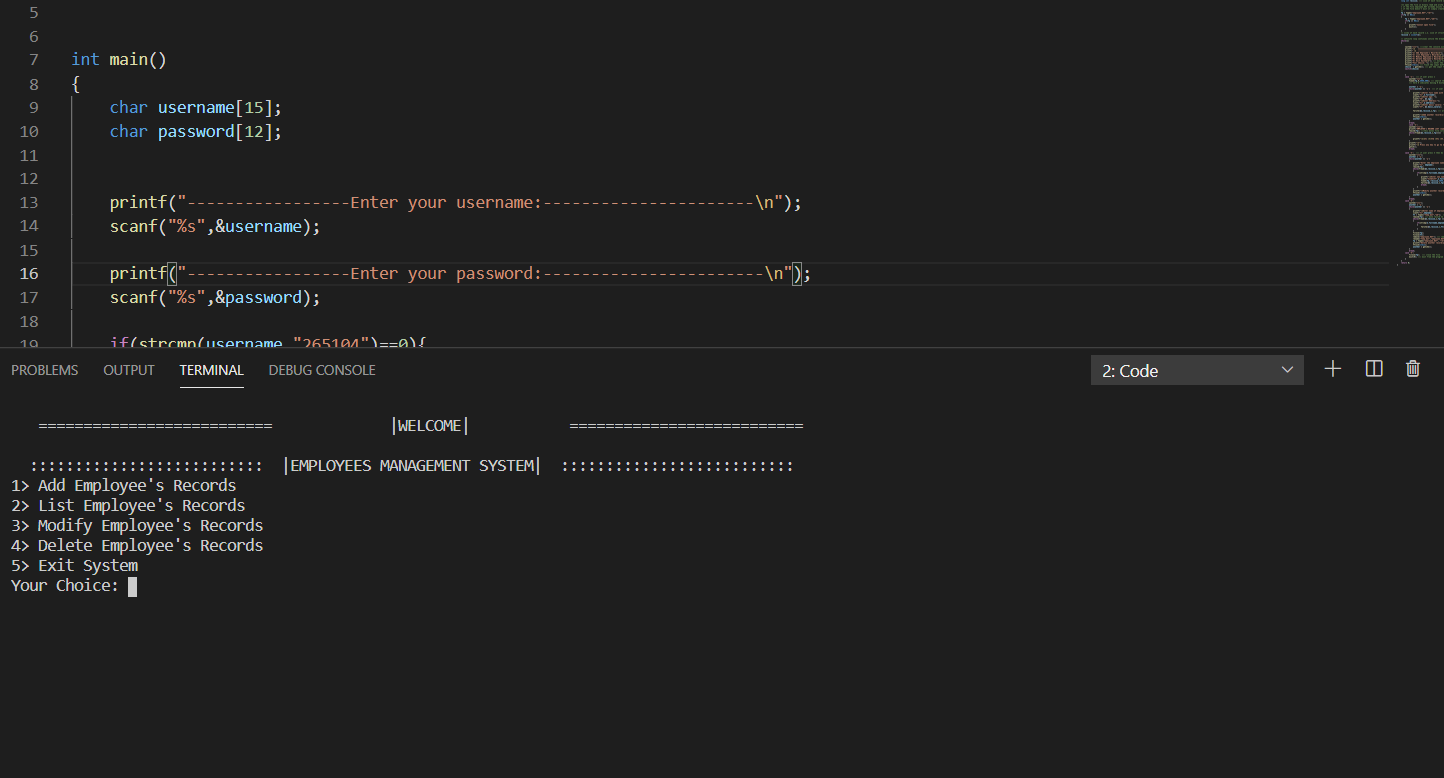 5
6
7 int main()
8 {
9 char username[15];
10 char password[12];
11
12
13 printf("-----------------Enter your username:----------------------\n");
14 scanf("%s",&username);
15
16 printf("-----------------Enter your password:-----------------------\n");
17 scanf("%s",&password);
18
19 if(strcmp(username,"265104")==0){
PROBLEMS OUTPUT TERMINAL DEBUG CONSOLE 2: Code
========================== |WELCOME| ==========================
:::::::::::::::::::::::::: |EMPLOYEES MANAGEMENT SYSTEM| ::::::::::::::::::::::::::
1> Add Employee's Records
2> List Employee's Records
3> Modify Employee's Records
4> Delete Employee's Records
5> Exit System
Your Choice: